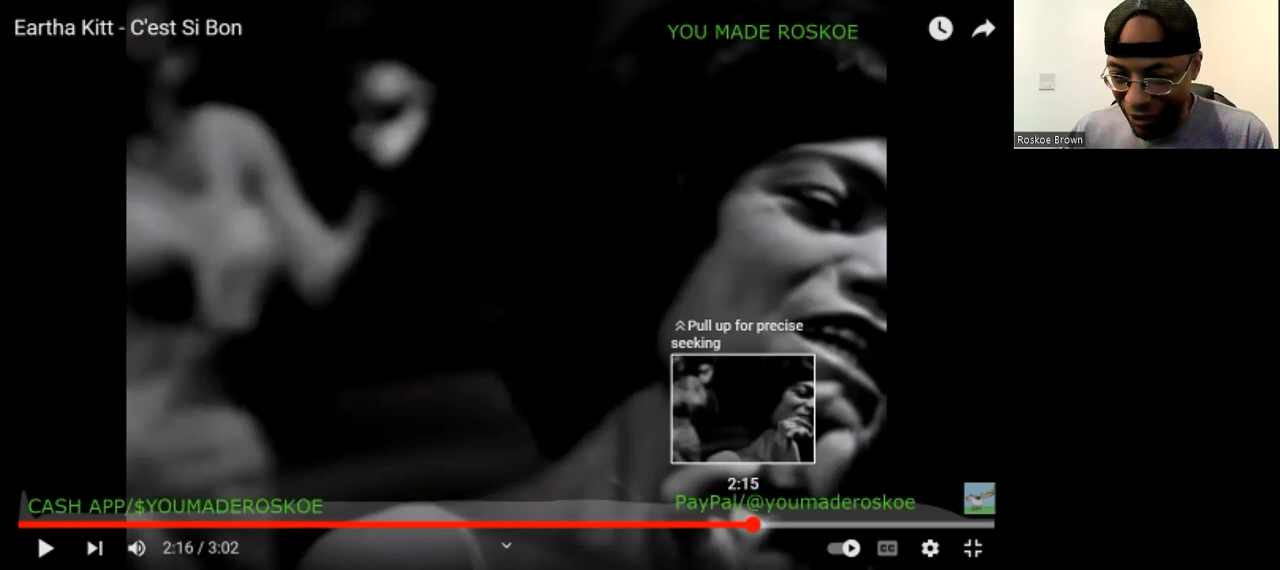 Eartha Kitt - C'est Si Bon
YOU MADE ROSKOE
Roskoe Brown
Pull up for precise
seeking
2:15
CASH APP/$YOUMADEROSKOE
PayPal/@youmaderoskoe
2:16 / 3:02
CC